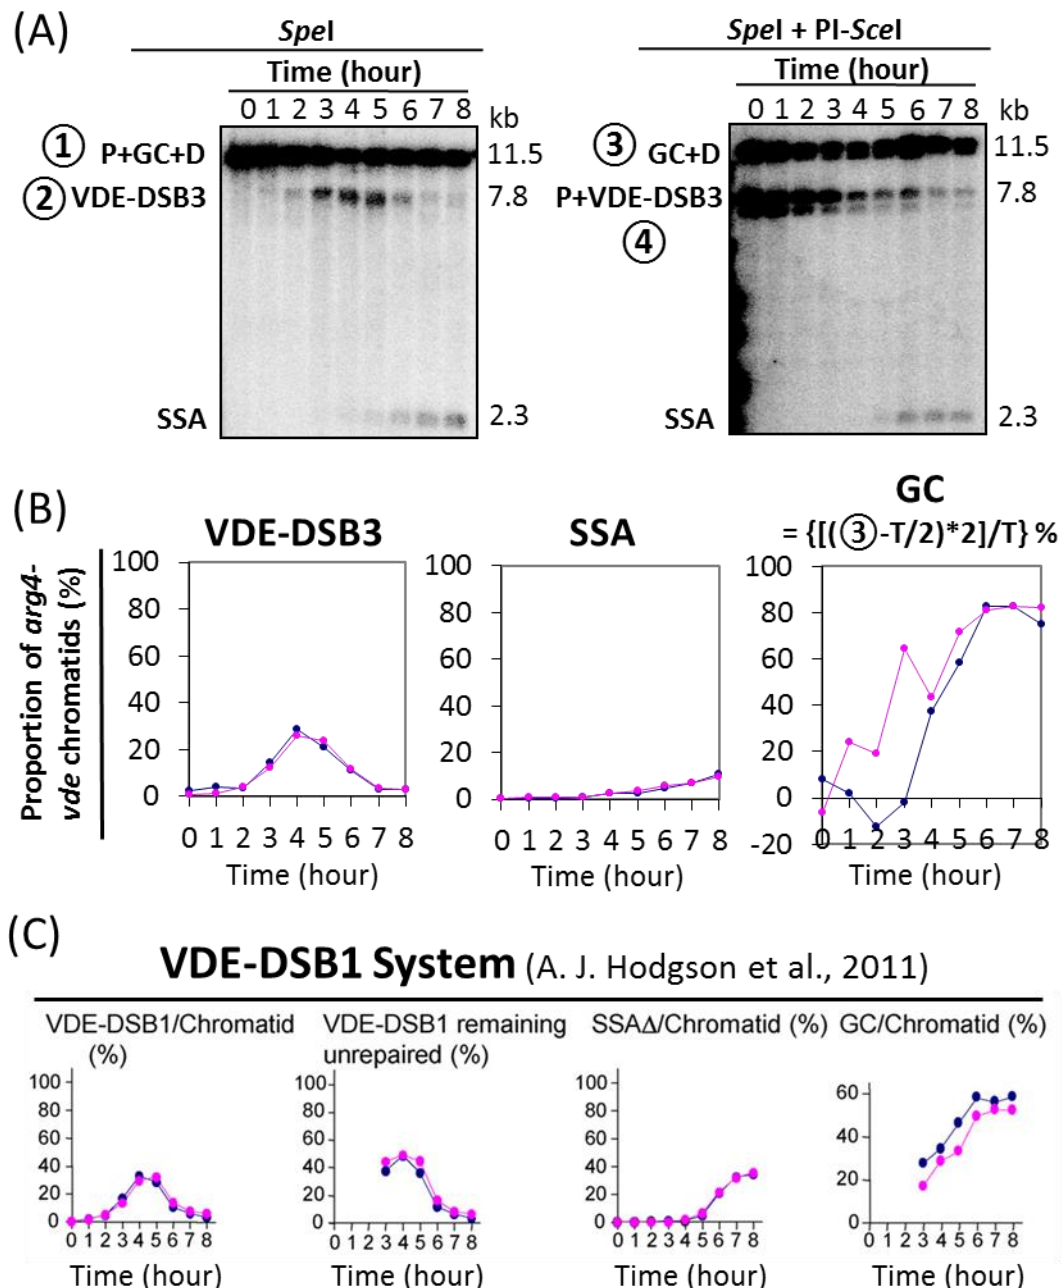 (A)
SpeI
Time (hour)
0 1 2 3 4 5 6 7 8
kb
① P+GC+D
11.5
② VDE-DSB3
7.8
SSA
2.3
SpeI + PI-SceI
Time (hour)
0 1 2 3 4 5 6 7 8
kb
③ GC+D
11.5
P+VDE-DSB3
7.8
④
SSA
2.3
(B)
Proportion of arg4-
vde chromatids (%)
VDE-DSB3
100
80
60
40
20
0
0 1 2 3 4 5 6 7 8
Time (hour)
SSA
100
80
60
40
20
0
0 1 2 3 4 5 6 7 8
Time (hour)
GC
= {[((③-T/2)*2]/T} %
100
80
60
40
20
0
-20
0 1 2 3 4 5 6 7 8
Time (hour)
(C)
VDE-DSB1 System (A. J. Hodgson et al., 2011)
VDE-DSB1/Chromatid
(%)
100
80
60
40
20
0
0 1 2 3 4 5 6 7 8
Time (hour)
VDE-DSB1 remaining
unrepaired (%)
100
80
60
40
20
0
0 1 2 3 4 5 6 7 8
Time (hour)
SSAΔ/Chromatid (%)
100
80
60
40
20
0
0 1 2 3 4 5 6 7 8
Time (hour)
GC/Chromatid (%)
60
40
20
0
0 1 2 3 4 5 6 7 8
Time (hour)